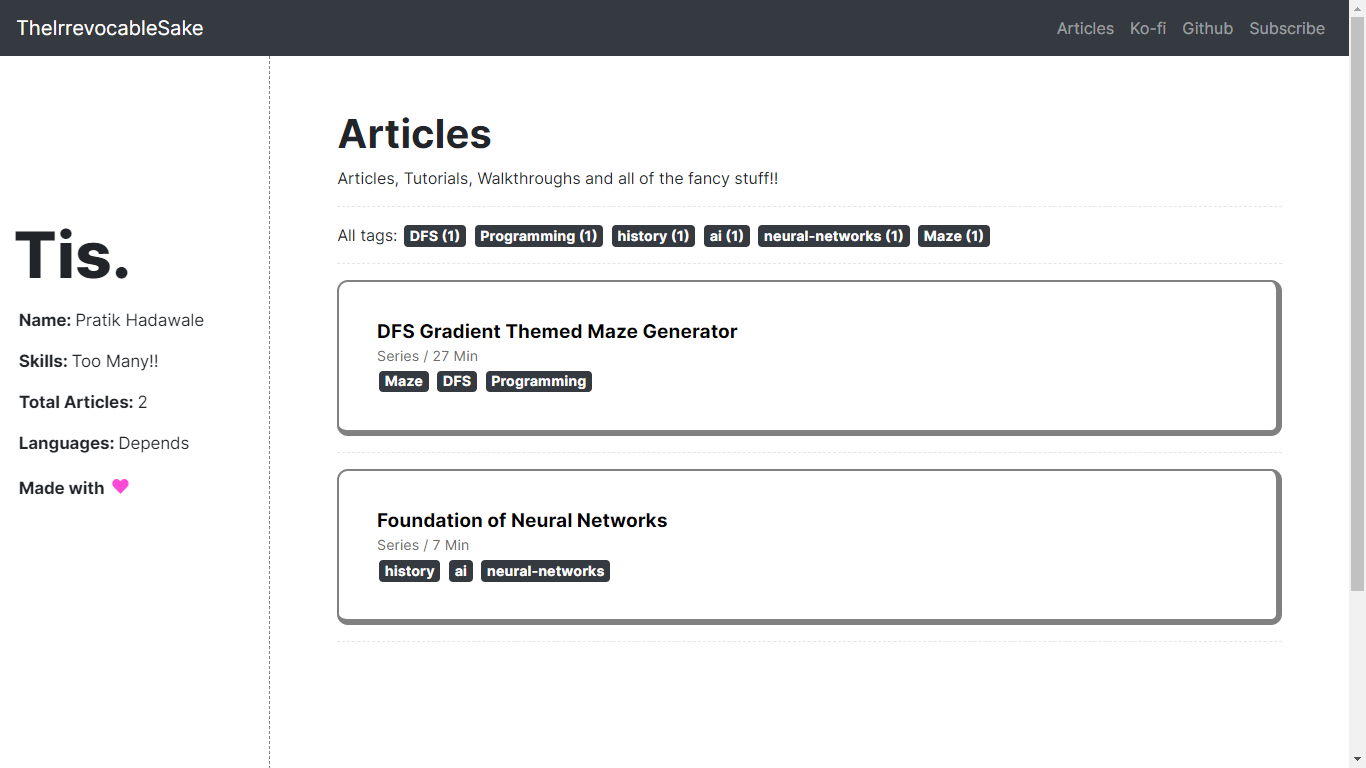 TheIrrevocableSake Articles Ko-fi Github Subscribe
Tis.
Name: Pratik Hadawale
Skills: Too Many!!
Total Articles: 2
Languages: Depends
Made with
Articles
Articles, Tutorials, Walkthroughs and all of the fancy stuff!!
All tags: DFS (1) Programming (1) history (1) ai (1) neural-networks (1) Maze (1)
DFS Gradient Themed Maze Generator
Series / 27 Min
Maze DFS Programming
Foundation of Neural Networks
Series / 7 Min
history ai neural-networks